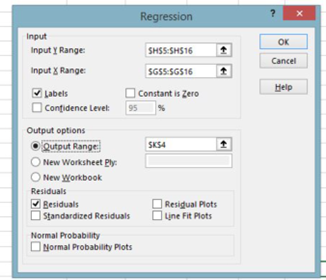 Regression
? ×
Input
Input Y Range: $H$5:$H$16
Input X Range: $G$5:$G$16
Labels Constant is Zero
Confidence Level: 95 %
OK
Cancel
Help
Output options
Output Range: $K$4
New Worksheet Ply:
New Workbook
Residuals
Residuals Residual Plots
Standardized Residuals Line Fit Plots
Normal Probability
Normal Probability Plots